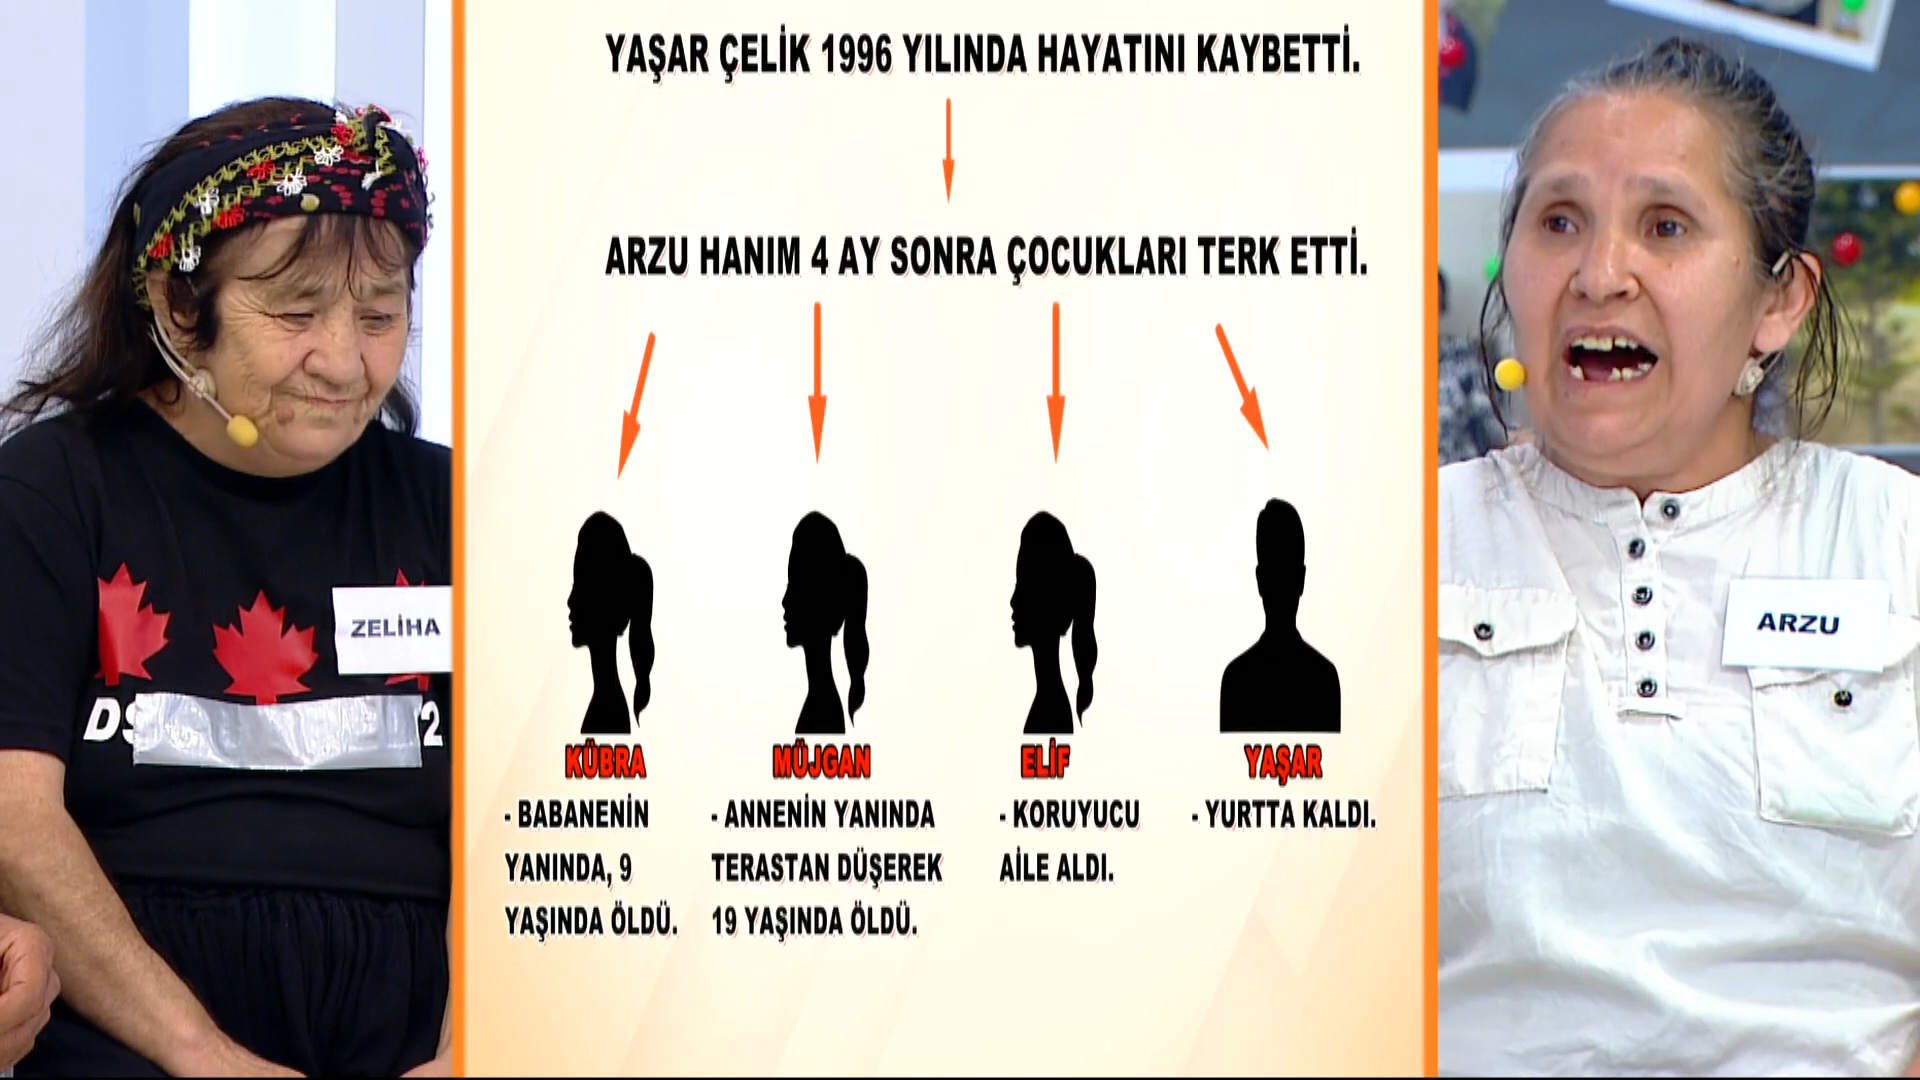 YAŞAR ÇELİK 1996 YILINDA HAYATINI KAYBETTİ.
ARZU HANIM 4 AY SONRA ÇOCUKLARI TERK ETTİ.
KÜBRA
- BABANENİN
YANINDA, 9
YAŞINDA ÖLDÜ.
MÜJGAN
- ANNENİN YANINDA
TERASTAN DÜŞEREK
19 YAŞINDA ÖLDÜ.
ELİF
- KORUYUCU
AİLE ALDI.
YAŞAR
- YURTTA KALDI.
ZELİHA
ARZU